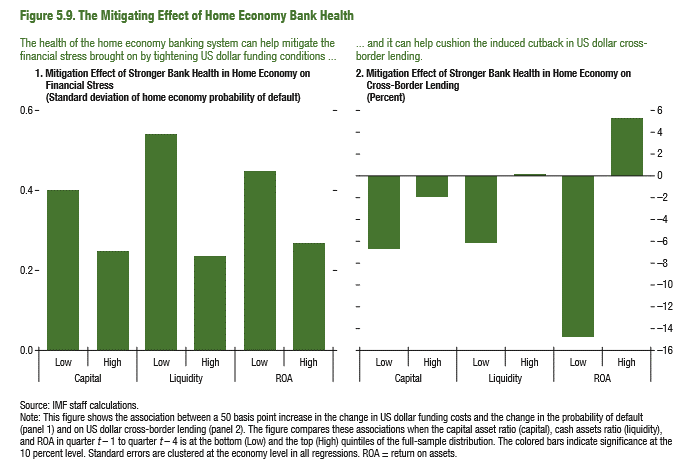 Figure 5.9. The Mitigating Effect of Home Economy Bank Health
The health of the home economy banking system can help mitigate the
financial stress brought on by tightening US dollar funding conditions ...
1. Mitigation Effect of Stronger Bank Health in Home Economy on
Financial Stress
(Standard deviation of home economy probability of default)
0.6
0.4
0.2
0.0
Low
High
Low
High
Low
High
Capital
Liquidity
ROA
... and it can help cushion the induced cutback in US dollar cross-
border lending.
2. Mitigation Effect of Stronger Bank Health in Home Economy on
Cross-Border Lending
(Percent)
6
4
2
0
–2
–4
–6
–8
–10
–12
–14
–16
Low
High
Low
High
Low
High
Capital
Liquidity
ROA
Source: IMF staff calculations.
Note: This figure shows the association between a 50 basis point increase in the change in US dollar funding costs and the change in the probability of default
(panel 1) and on US dollar cross-border lending (panel 2). The figure compares these associations when the capital asset ratio (capital), cash assets ratio (liquidity),
and ROA in quarter t – 1 to quarter t – 4 is at the bottom (Low) and the top (High) quintiles of the full-sample distribution. The colored bars indicate significance at the
10 percent level. Standard errors are clustered at the economy level in all regressions. ROA = return on assets.